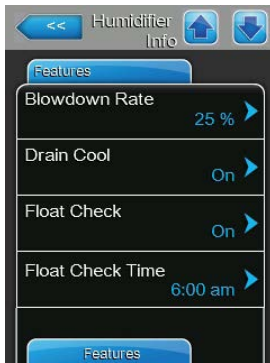 << Humidifier
Info
Features
Blowdown Rate
25 %
Drain Cool
On
Float Check
On
Float Check Time
6:00 am
Features